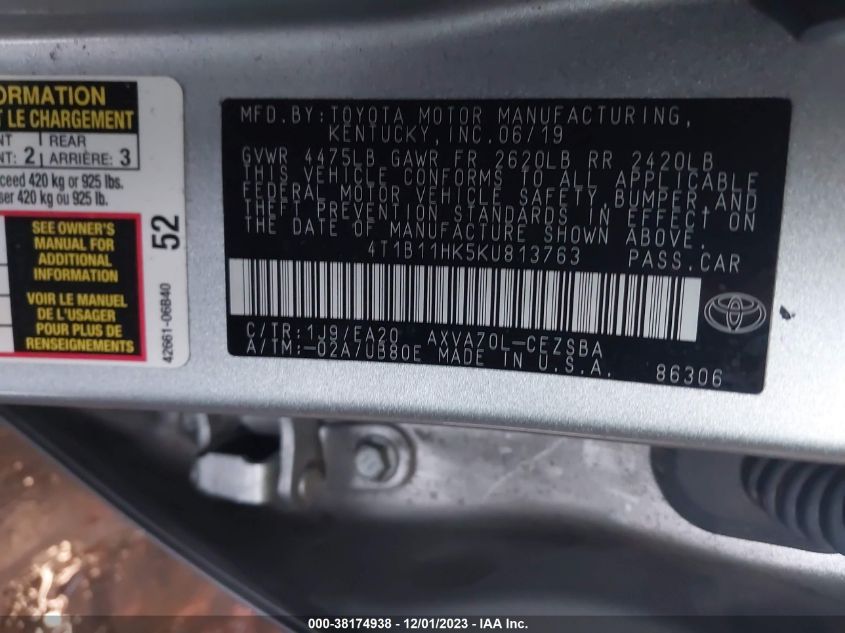 ORMATION
T LE CHARGEMENT
NT 2 REAR
NT: ARRIÈRE: 3
ceed 420 kg or 925 lbs.
ser 420 kg ou 925 lb.
SEE OWNER'S
MANUAL FOR
ADDITIONAL
INFORMATION
VOIR LE MANUEL
DE L'USAGER
POUR PLUS DE
RENSEIGNEMENTS
52
42661-06B40
MFD.BY:TOYOTA MOTOR MANUFACTURING,
KENTUCKY,INC.06/19
GVWR 4475LB GAWR FR 2620LB RR 2420LB
THIS VEHICLE CONFORMS TO ALL APPLICABLE
FEDERAL MOTOR VEHICLE SAFETY,BUMPER,AND
THEFT PREVENTION STANDARDS IN EFFECT ON
THE DATE OF MANUFACTURE SHOWN ABOVE.
4T1B11HK5KU813763 PASS.CAR
C/TR:1J9/EA20 AXVA70L-CEZSBA
A/TM:-02A/UB80E MADE IN U.S.A.
86306
000-38174938 - 12/01/2023 - IAA Inc.